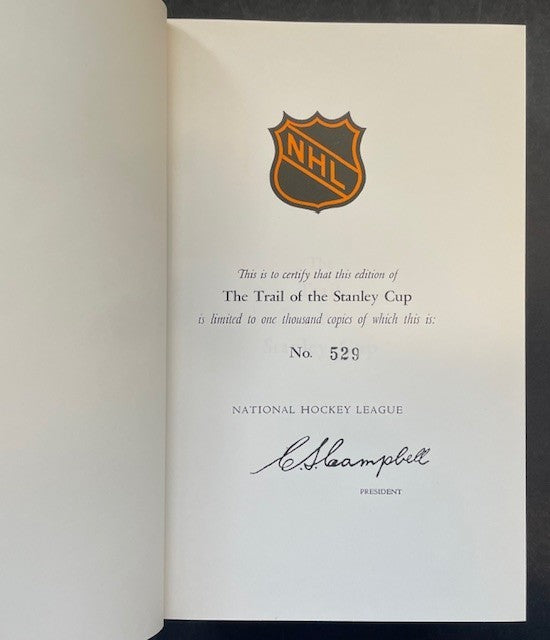 NHL
This is to certify that this edition of
The Trail of the Stanley Cup
is limited to one thousand copies of which this is:
No. 529
NATIONAL HOCKEY LEAGUE
C. S. Campbell
PRESIDENT